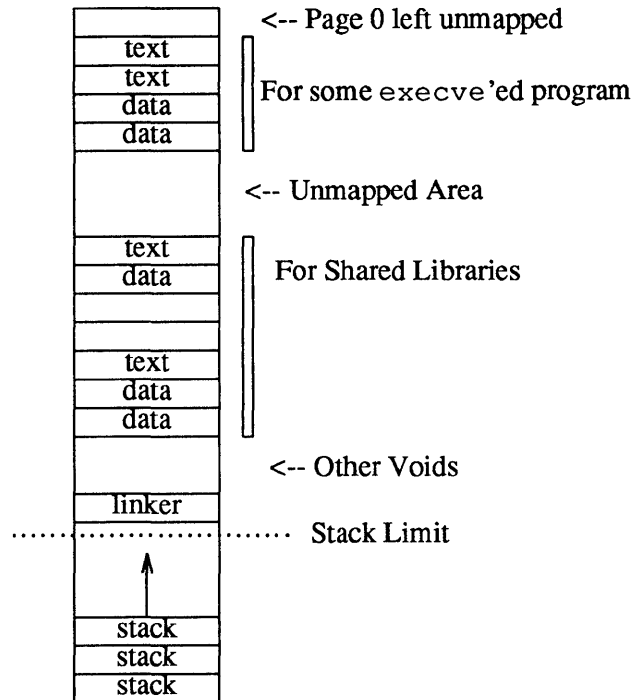 <-- Page 0 left unmapped
text
text
data
data
For some execve'ed program
<-- Unmapped Area
text
data
For Shared Libraries
text
data
data
<-- Other Voids
linker
Stack Limit
stack
stack
stack